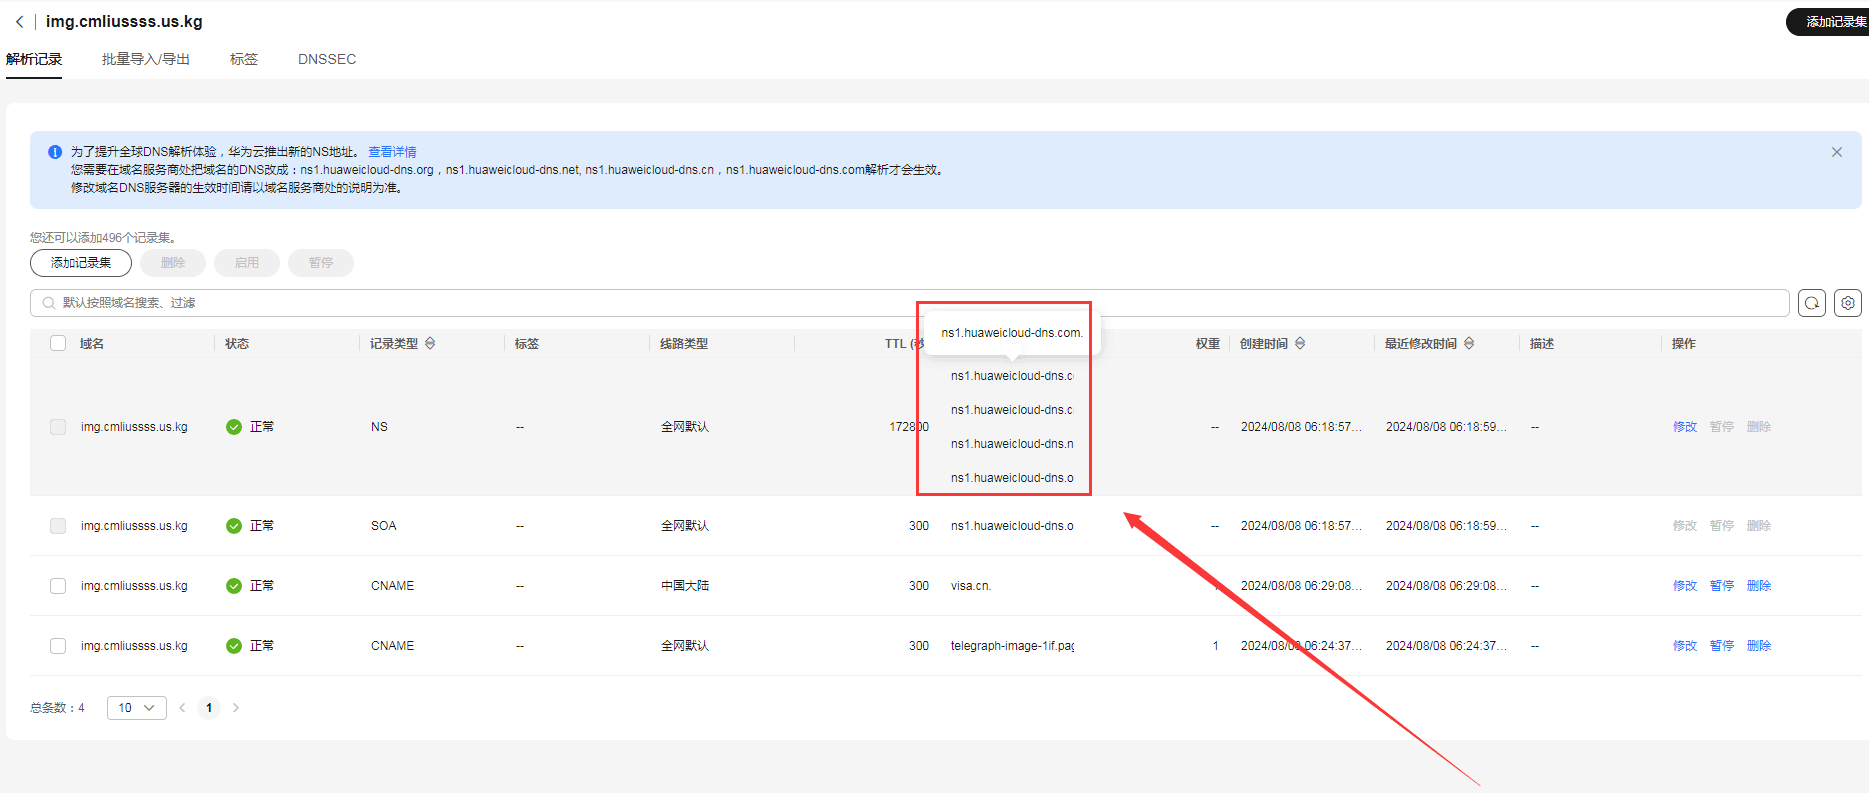 img.cmliussss.us.kg
添加记录集
解析记录 批量导入/导出 标签 DNSSEC
为了提升全球DNS解析体验，华为云推出新的NS地址。 查看详情
您需要在域名服务商处把域名的DNS改成：ns1.huaweicloud-dns.org，ns1.huaweicloud-dns.net, ns1.huaweicloud-dns.cn，ns1.huaweicloud-dns.com解析才会生效。
修改域名DNS服务器的生效时间请以域名服务商处的说明为准。
您还可以添加496个记录集。
添加记录集 删除 启用 暂停
默认按照域名搜索、过滤
ns1.huaweicloud-dns.com.
域名 状态 记录类型 标签 线路类型 TTL (秒 权重 创建时间 最近修改时间 描述 操作
ns1.huaweicloud-dns.c
ns1.huaweicloud-dns.c
img.cmliussss.us.kg 正常 NS -- 全网默认 172800 -- 2024/08/08 06:18:57... 2024/08/08 06:18:59... -- 修改 暂停 删除
ns1.huaweicloud-dns.n
ns1.huaweicloud-dns.o
img.cmliussss.us.kg 正常 SOA -- 全网默认 300 ns1.huaweicloud-dns.o -- 2024/08/08 06:18:57... 2024/08/08 06:18:59... -- 修改 暂停 删除
img.cmliussss.us.kg 正常 CNAME -- 中国大陆 300 visa.cn. 2024/08/08 06:29:08... 2024/08/08 06:29:08... -- 修改 暂停 删除
img.cmliussss.us.kg 正常 CNAME -- 全网默认 300 telegraph-image-1if.pag 1 2024/08/08 06:24:37... 2024/08/08 06:24:37... -- 修改 暂停 删除
总条数：4 10 1